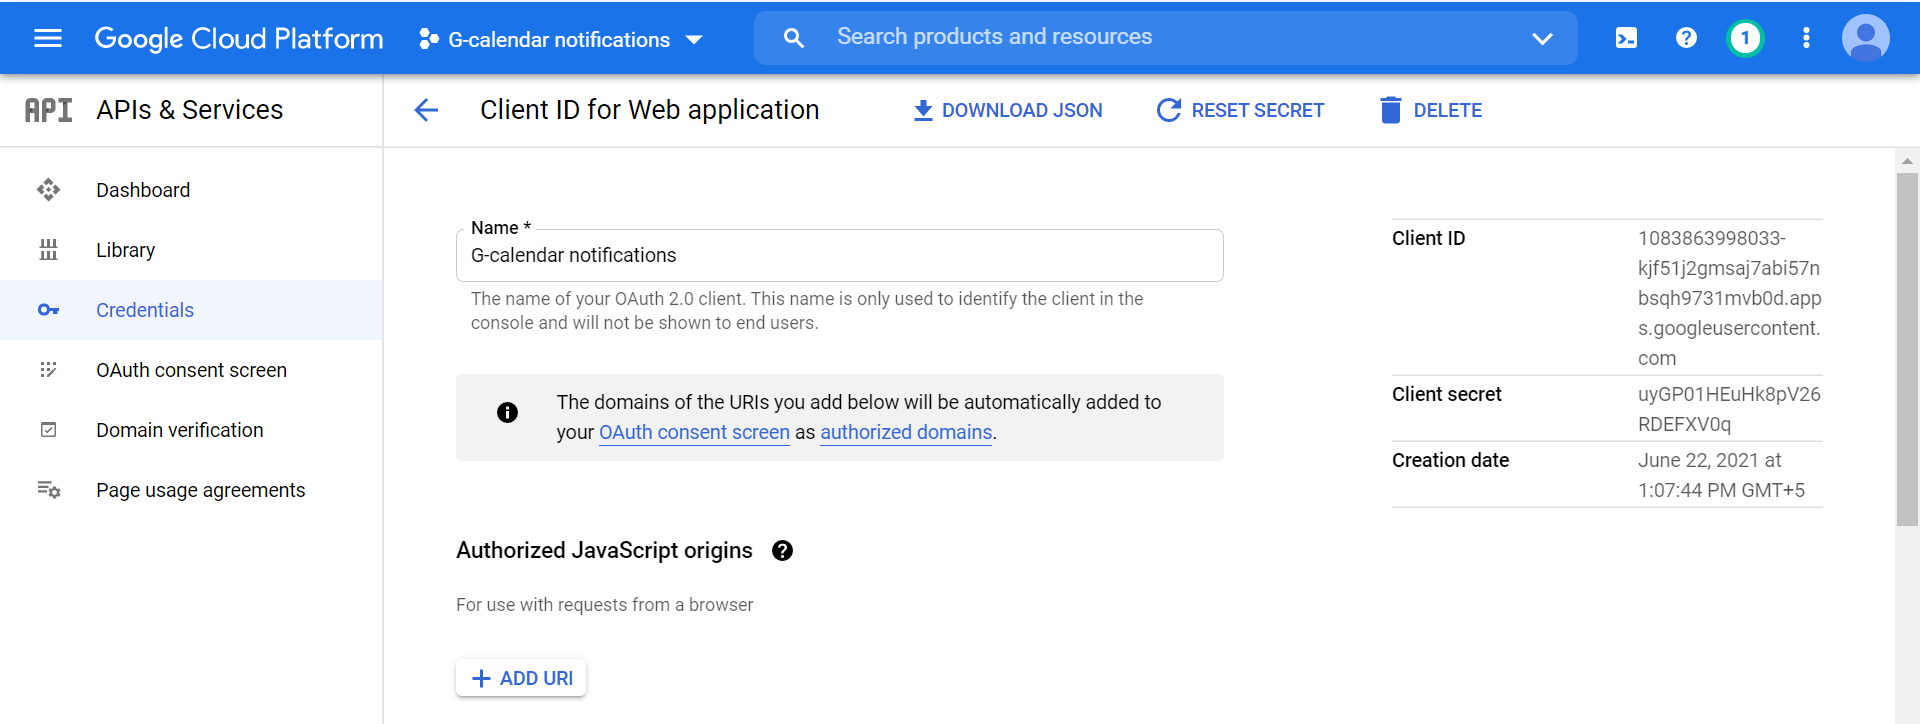 Google Cloud Platform
G-calendar notifications
Search products and resources
1
API
APIs & Services
Client ID for Web application
DOWNLOAD JSON
RESET SECRET
DELETE
Dashboard
Library
Credentials
OAuth consent screen
Domain verification
Page usage agreements
Name *
G-calendar notifications
The name of your OAuth 2.0 client. This name is only used to identify the client in the
console and will not be shown to end users.
The domains of the URIs you add below will be automatically added to
your OAuth consent screen as authorized domains.
Authorized JavaScript origins
For use with requests from a browser
ADD URI
Client ID
1083863998033-
kjf51j2gmsaj7abi57n
bsqh9731mvb0d.app
s.googleusercontent.
com
Client secret
uyGP01HEuHk8pV26
RDEFXV0q
Creation date
June 22, 2021 at
1:07:44 PM GMT+5